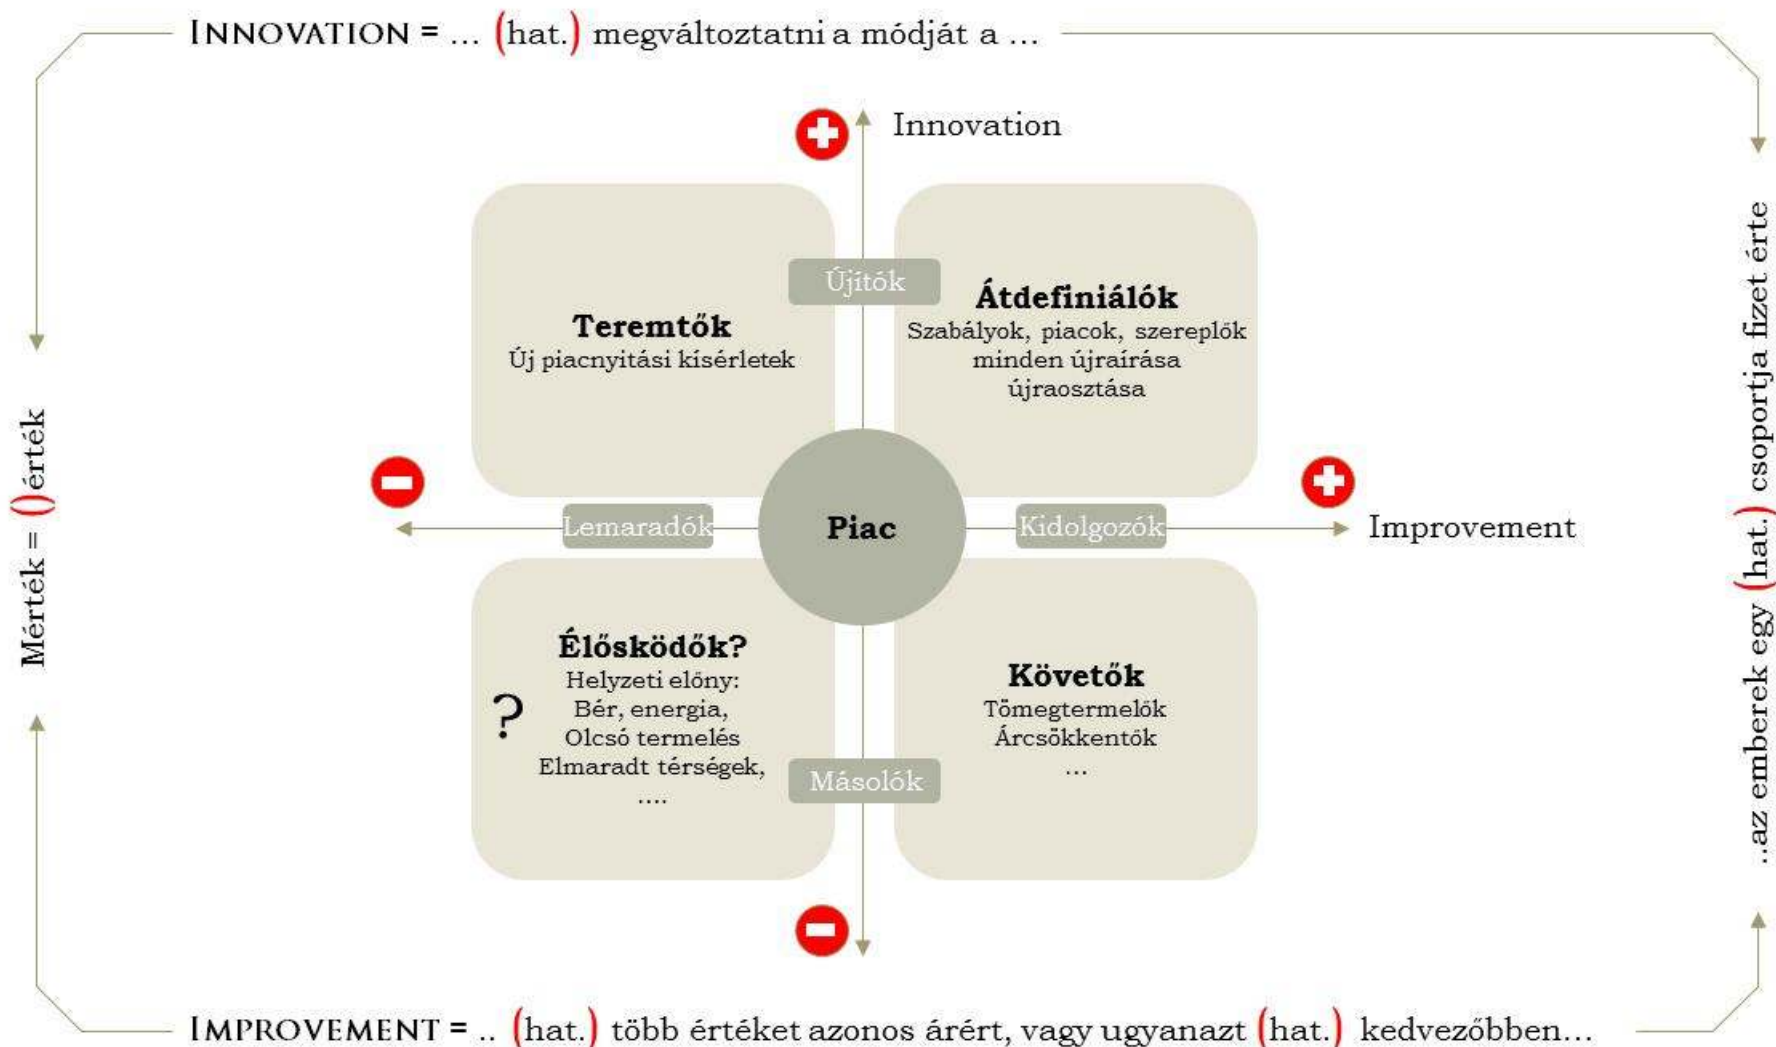 INNOVATION = ... (hat.) megváltoztatni a módját a ...
Innovation
Újítók
Teremtők
Új piacnyitási kísérletek
Átdefiniálók
Szabályok, piacok, szereplők
minden újraírása
újraosztása
Mérték = ()érték
..az emberek egy (hat.) csoportja fizet érte
Lemaradók
Piac
Kidolgozók
Improvement
Élősködők?
Helyzeti előny:
?
Bér, energia,
Olcsó termelés
Elmaradt térségek,
....
Követők
Tömegtermelők
Árcsökkentők
...
Másolók
IMPROVEMENT = .. (hat.) több értéket azonos árért, vagy ugyanazt (hat.) kedvezőbben...